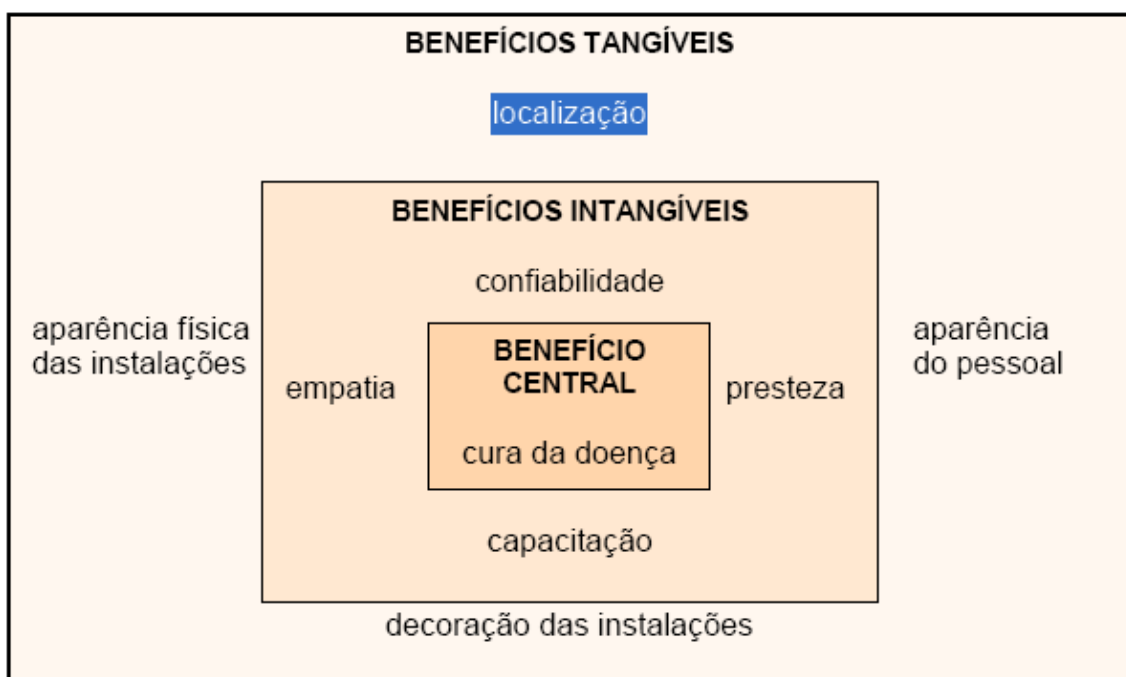 BENEFÍCIOS TANGÍVEIS
localização
BENEFÍCIOS INTANGÍVEIS
confiabilidade
aparência física
das instalações
empatia
BENEFÍCIO
CENTRAL
cura da doença
presteza
aparência
do pessoal
capacitação
decoração das instalações